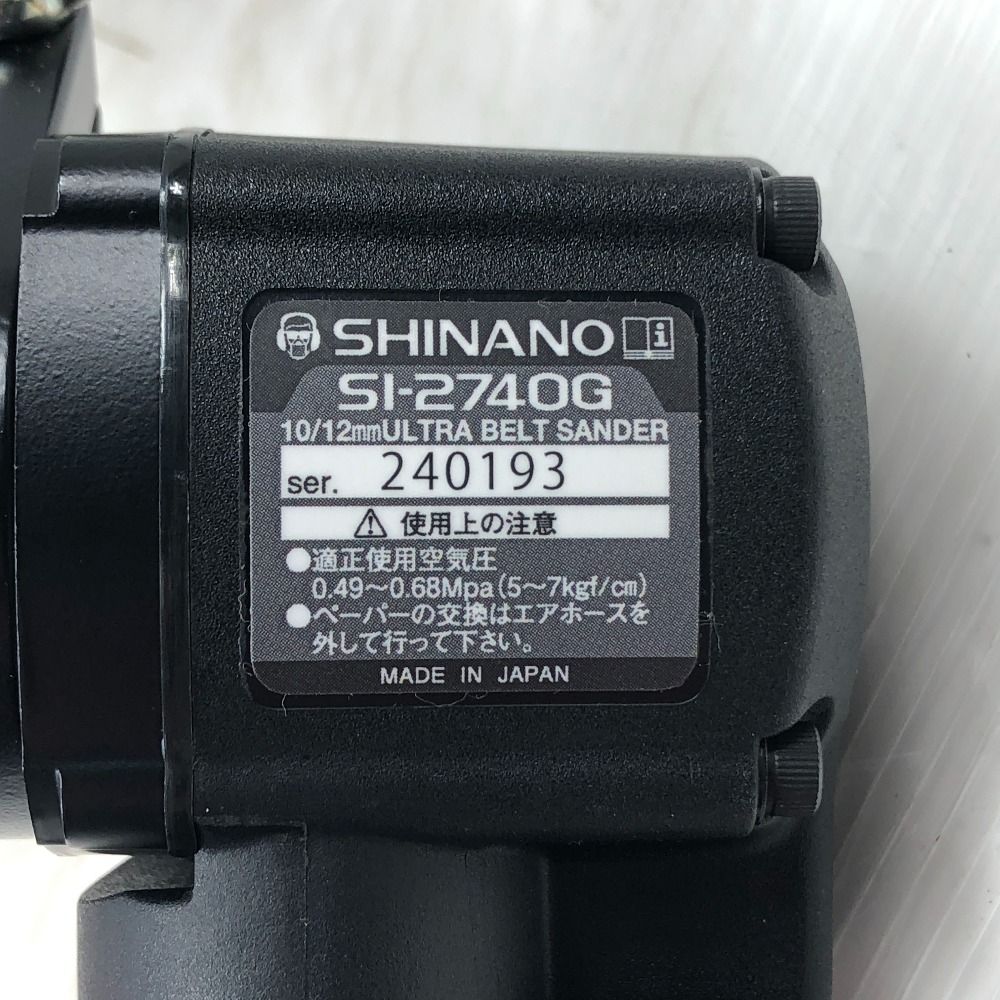 SHINANO
SI-2740G
10/12mmULTRA BELT SANDER
ser. 240193
⚠ 使用上の注意
●適正使用空気圧
0.49〜0.68Mpa(5〜7kgf/c㎡)
●ペーパーの交換はエアホースを
外して行って下さい。
MADE IN JAPAN